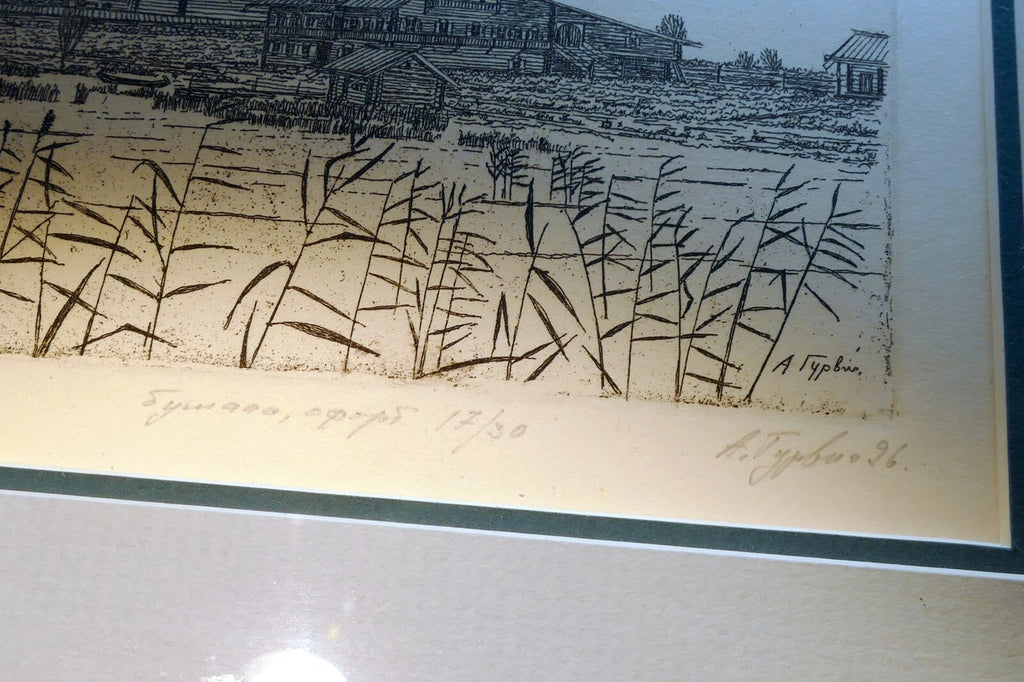 А Гурвич
бумага, офорт 17/30
А. Гурвич 96.